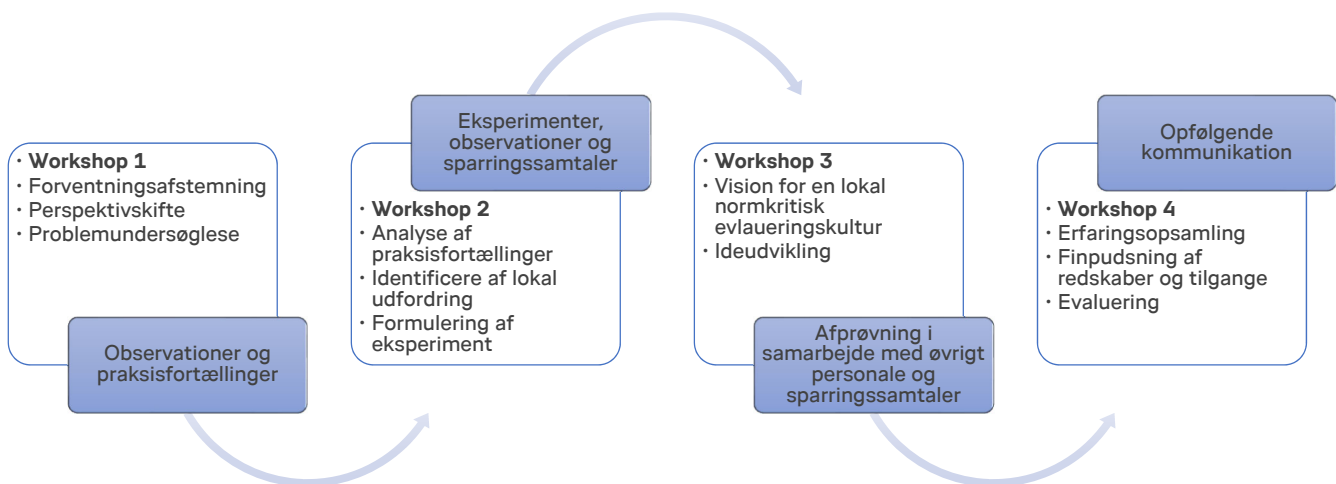 · Workshop 1
· Forventningsafstemning
· Perspektivskifte
· Problemundersøglese
Observationer og
praksisfortællinger
Eksperimenter,
observationer og
sparringssamtaler
· Workshop 2
· Analyse af
praksisfortællinger
· Identificere af lokal
udfordring
· Formulering af
eksperiment
· Workshop 3
· Vision for en lokal
normkritisk
evlaueringskultur
· Ideudvikling
Afprøvning i
samarbejde med øvrigt
personale og
sparringssamtaler
Opfølgende
kommunikation
· Workshop 4
· Erfaringsopsamling
· Finpudsning af
redskaber og tilgange
· Evaluering